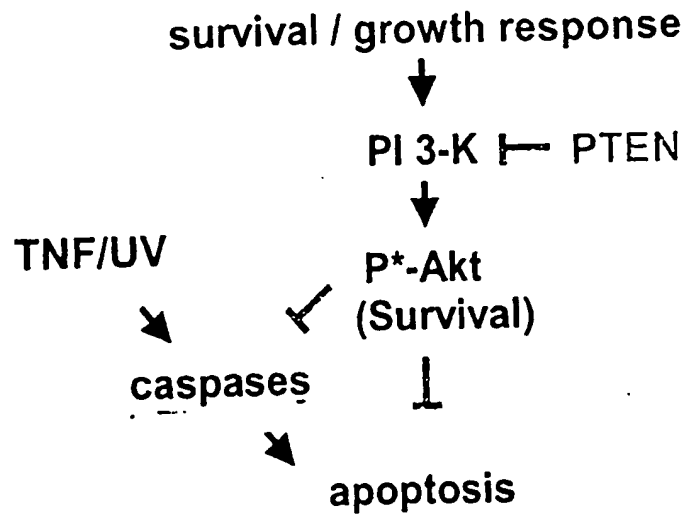 survival / growth response
PI 3-K PTEN
TNF/UV
P*-Akt
(Survival)
caspases
apoptosis